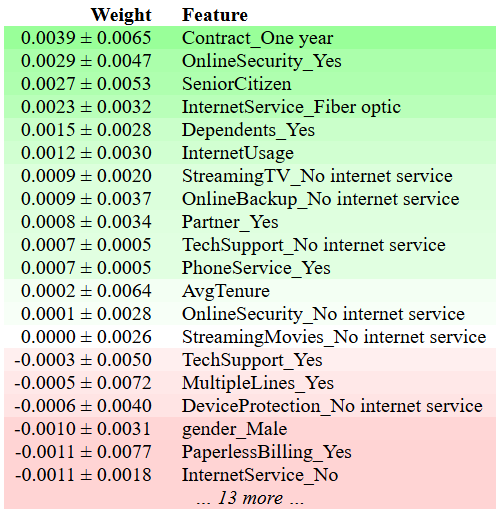 Weight Feature
0.0039 ± 0.0065 Contract_One year
0.0029 ± 0.0047 OnlineSecurity_Yes
0.0027 ± 0.0053 SeniorCitizen
0.0023 ± 0.0032 InternetService_Fiber optic
0.0015 ± 0.0028 Dependents_Yes
0.0012 ± 0.0030 InternetUsage
0.0009 ± 0.0020 StreamingTV_No internet service
0.0009 ± 0.0037 OnlineBackup_No internet service
0.0008 ± 0.0034 Partner_Yes
0.0007 ± 0.0005 TechSupport_No internet service
0.0007 ± 0.0005 PhoneService_Yes
0.0002 ± 0.0064 AvgTenure
0.0001 ± 0.0028 OnlineSecurity_No internet service
0.0000 ± 0.0026 StreamingMovies_No internet service
-0.0003 ± 0.0050 TechSupport_Yes
-0.0005 ± 0.0072 MultipleLines_Yes
-0.0006 ± 0.0040 DeviceProtection_No internet service
-0.0010 ± 0.0031 gender_Male
-0.0011 ± 0.0077 PaperlessBilling_Yes
-0.0011 ± 0.0018 InternetService_No
… 13 more …